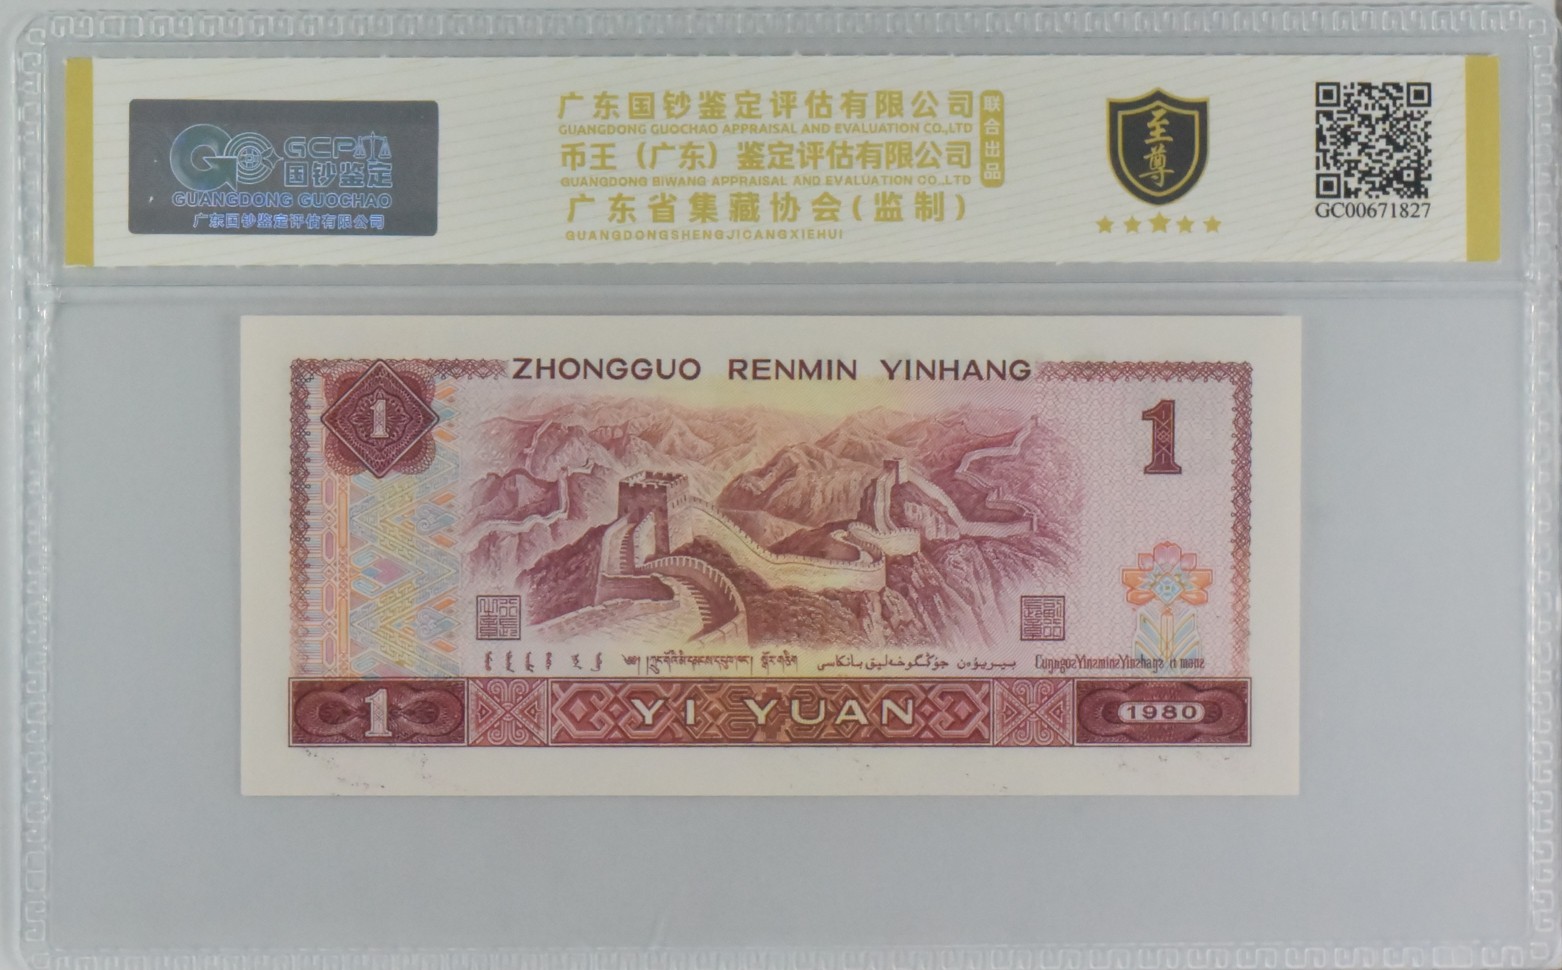 GCP
国钞鉴定
GUANGDONG GUOCHAO
广东国钞鉴定评估有限公司
广东国钞鉴定评估有限公司
GUANGDONG GUOCHAO APPRAISAL AND EVALUATION CO.,LTD
币王（广东）鉴定评估有限公司
GUANGDONG BIWANG APPRAISAL AND EVALUATION CO.,LTD
广东省集藏协会(监制)
GUANGDONGSHENGJICANGXIEHUI
联合出品
至尊
GC00671827
ZHONGGUO RENMIN YINHANG
1
1
1
YI YUAN
1980